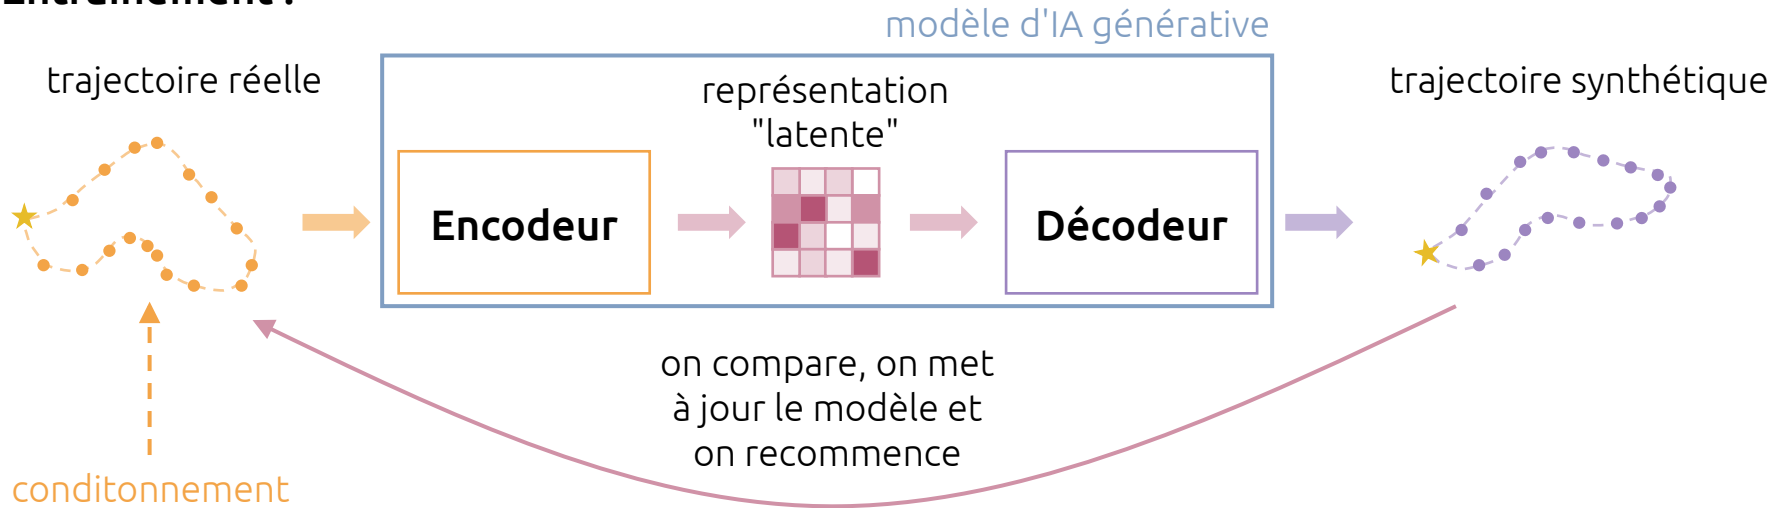 Entraînement :
modèle d'IA générative
trajectoire réelle
représentation
"latente"
trajectoire synthétique
Encodeur
Décodeur
on compare, on met
à jour le modèle et
on recommence
conditonnement